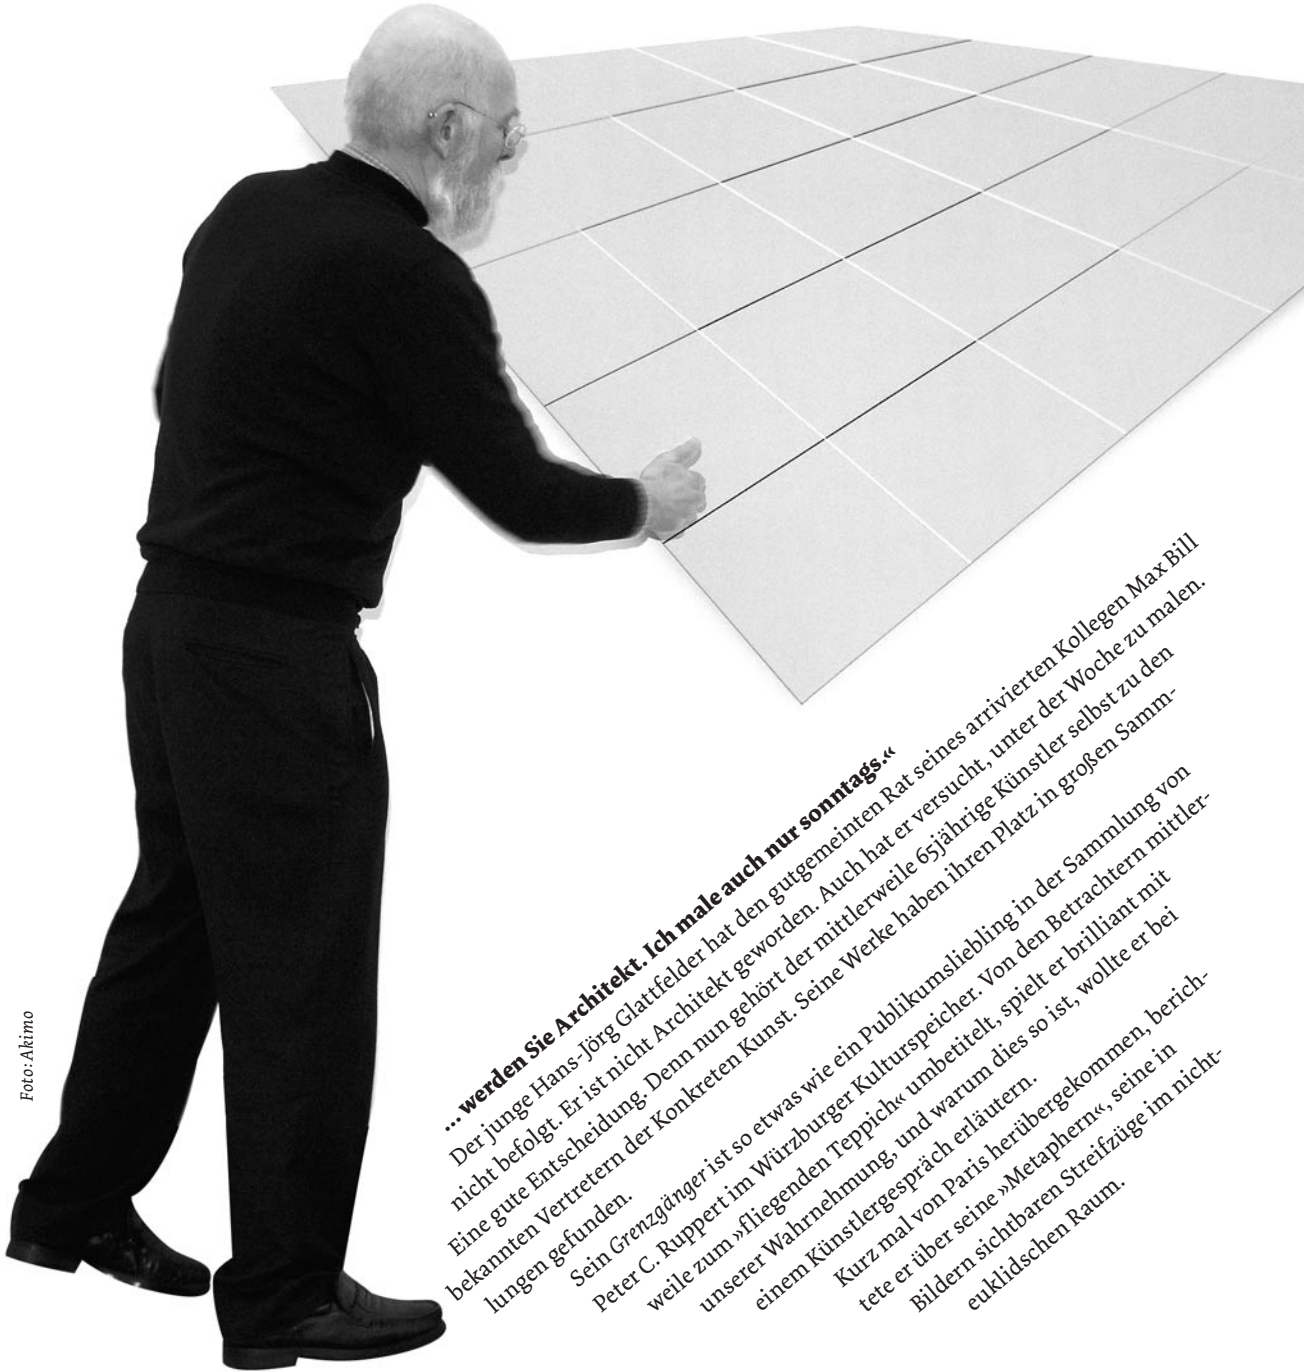 ... werden Sie Architekt. Ich male auch nur sonntags.«
Der junge Hans-Jörg Glattfelder hat den gutgemeinten Rat seines arrivierten Kollegen Max Bill
nicht befolgt. Er ist nicht Architekt geworden. Auch hat er versucht, unter der Woche zu malen.
Eine gute Entscheidung. Denn nun gehört der mittlerweile 65jährige Künstler selbst zu den
bekannten Vertretern der Konkreten Kunst. Seine Werke haben ihren Platz in großen Samm-
lungen gefunden.
Sein Grenzgänger ist so etwas wie ein Publikumsliebling in der Sammlung von
Peter C. Ruppert im Würzburger Kulturspeicher. Von den Betrachtern mittler-
weile zum »fliegenden Teppich« umbetitelt, spielt er brilliant mit
unserer Wahrnehmung, und warum dies so ist, wollte er bei
einem Künstlergespräch erläutern.
Kurz mal von Paris herübergekommen, berich-
tete er über seine »Metaphern«, seine in
Bildern sichtbaren Streifzüge im nicht-
euklidschen Raum.
Foto: Akimo